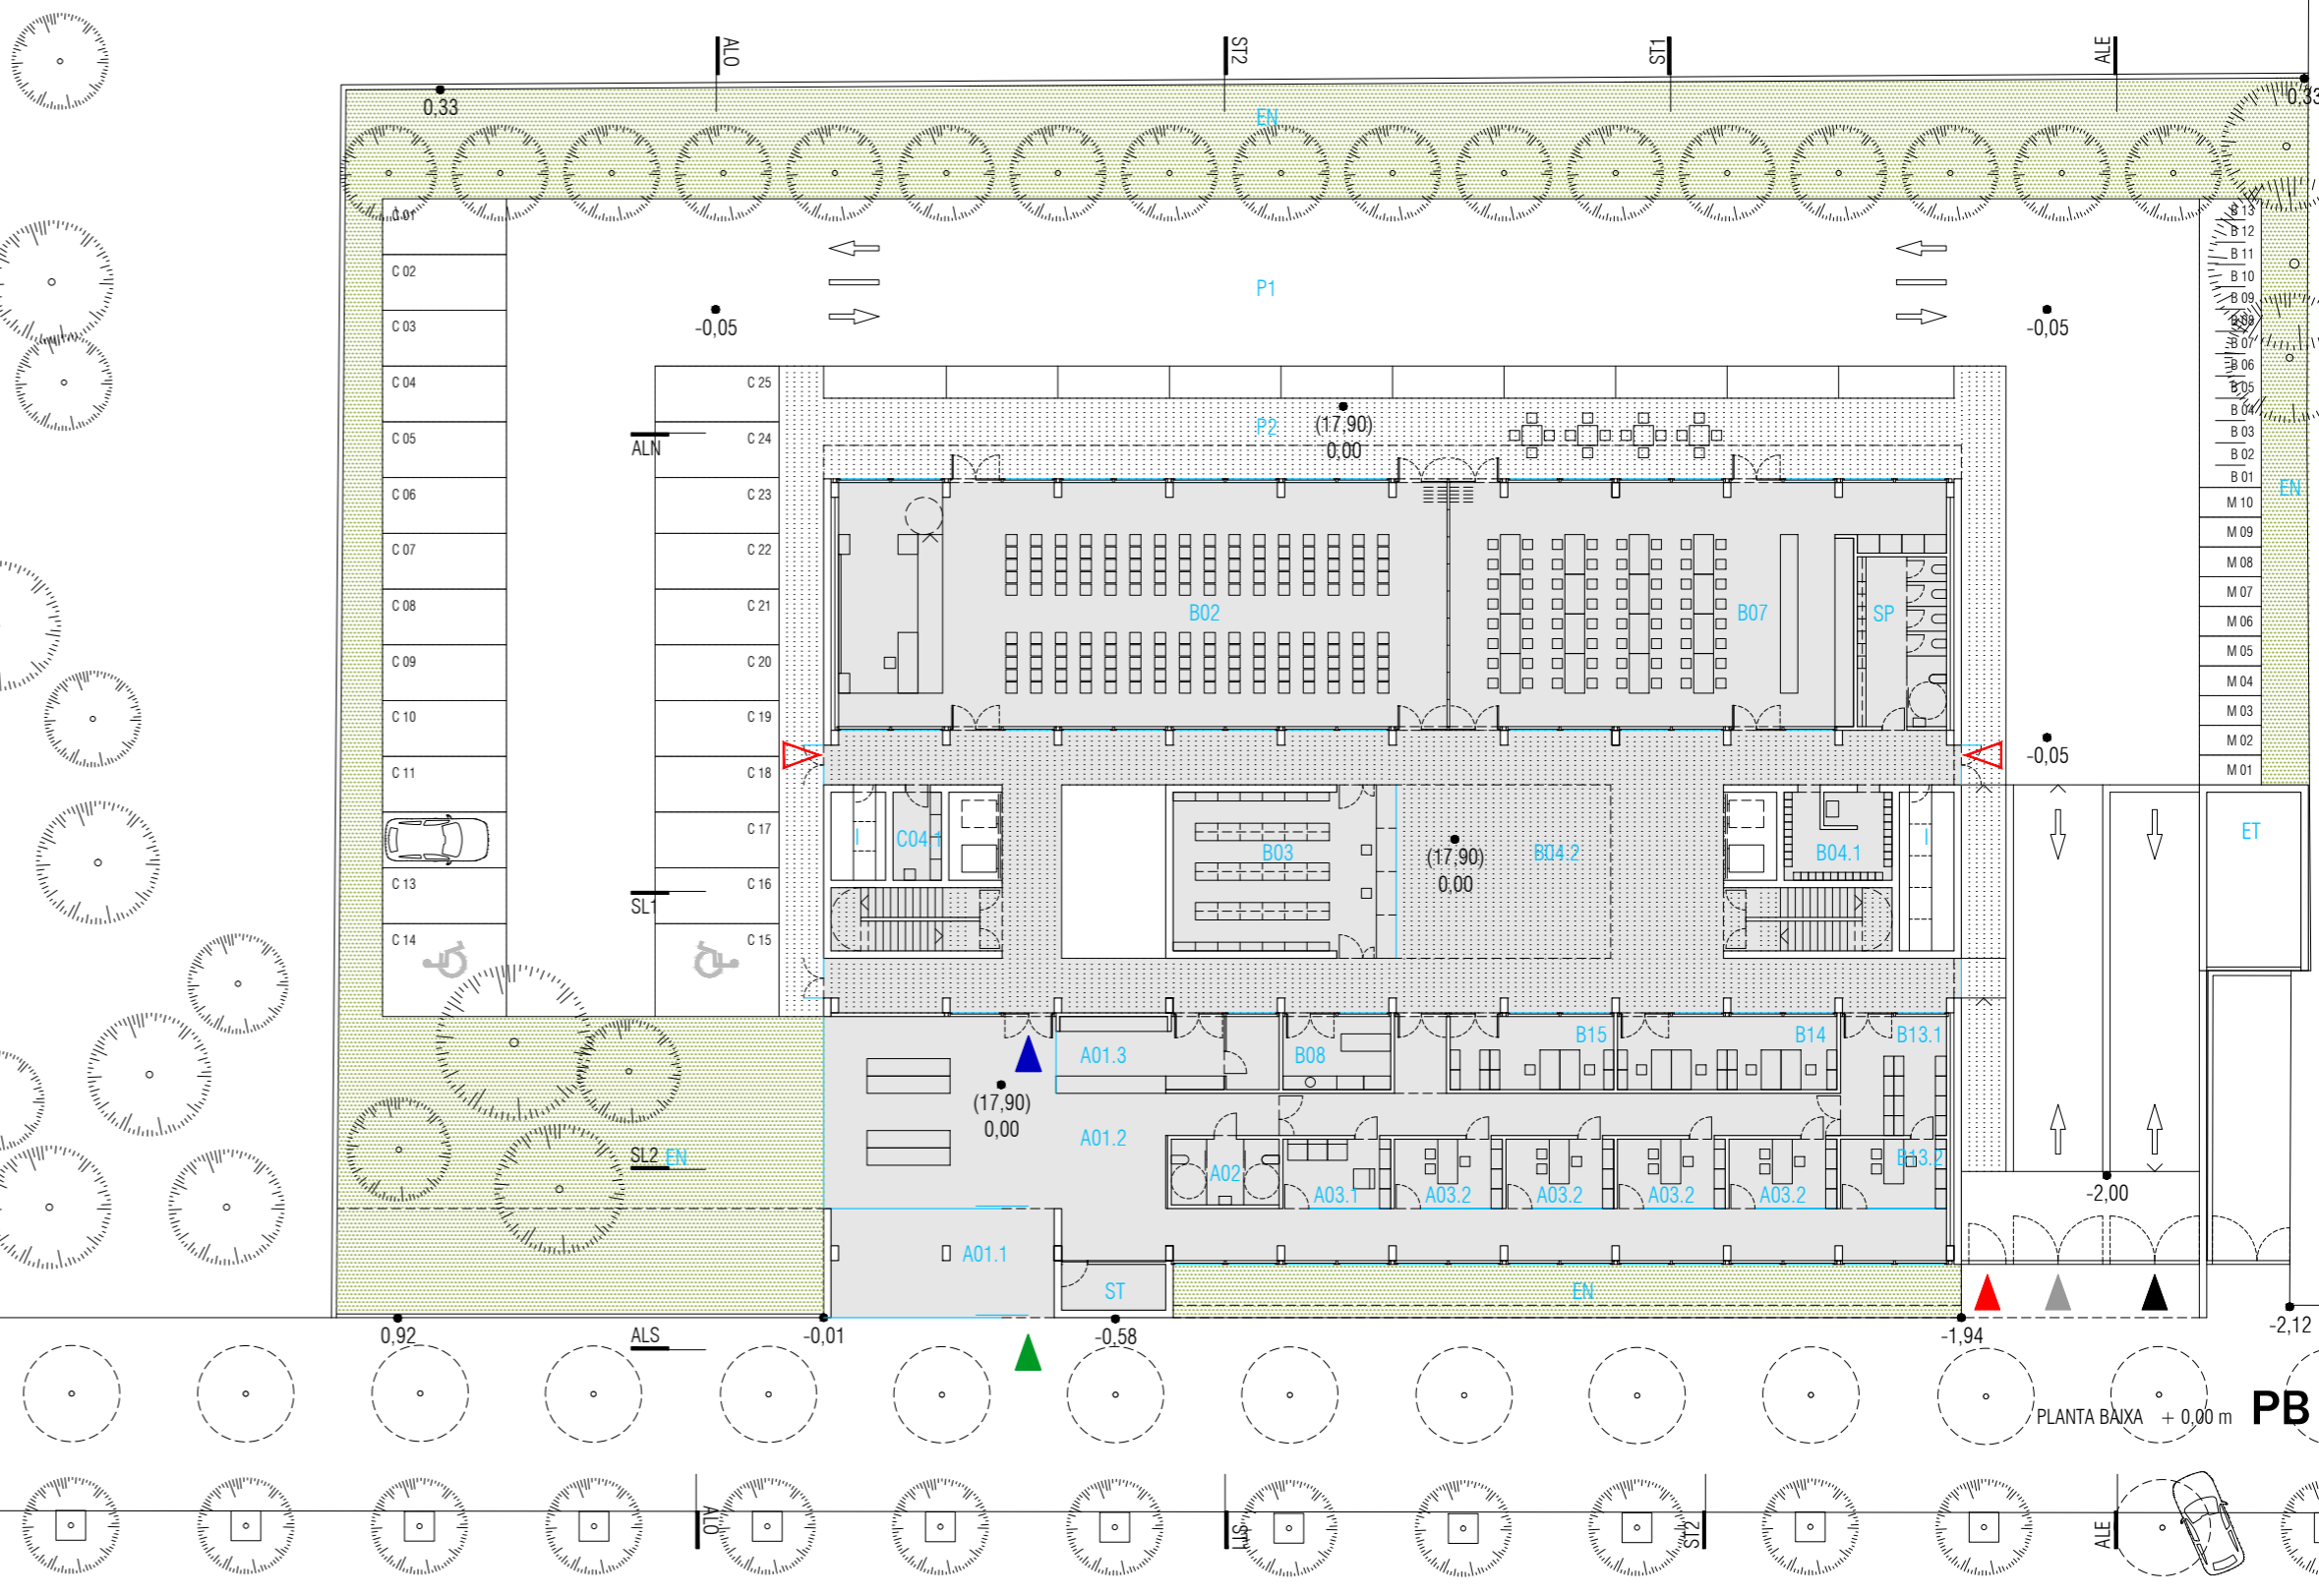 ALO
ST2
ST1
ALE
0,33
0,33
EN
C 01
C 02
C 03
C 04
C 05
C 06
C 07
C 08
C 09
C 10
C 11
C 13
C 14
C 25
C 24
C 23
C 22
C 21
C 20
C 19
C 18
C 17
C 16
C 15
-0,05
P1
-0,05
B 13
B 12
B 11
B 10
B 09
B 08
B 07
B 06
B 05
B 04
B 03
B 02
B 01
M 10
M 09
M 08
M 07
M 06
M 05
M 04
M 03
M 02
M 01
EN
ALN
P2
(17,90)
0,00
B02
B07
SP
-0,05
I
C04.1
B03
(17,90)
0,00
B04.2
B04.1
I
ET
SL1
A01.3
B08
B15
B14
B13.1
(17,90)
0,00
A01.2
SL2
EN
A02
A03.1
A03.2
A03.2
A03.2
A03.2
B13.2
-2,00
A01.1
ST
EN
0,92
ALS
-0,01
-0,58
-1,94
-2,12
PLANTA BAIXA + 0,00 m
PB
ALO
ST1
ST2
ALE